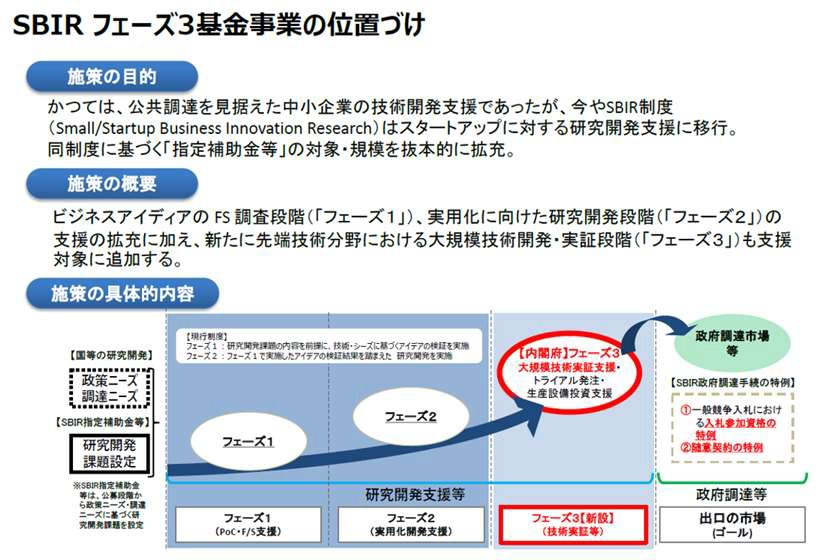 SBIR フェーズ3基金事業の位置づけ
施策の目的
かつては、公共調達を見据えた中小企業の技術開発支援であったが、今やSBIR制度
（Small/Startup Business Innovation Research）はスタートアップに対する研究開発支援に移行。
同制度に基づく「指定補助金等」の対象・規模を抜本的に拡充。
施策の概要
ビジネスアイディアの FS 調査段階（「フェーズ１」）、実用化に向けた研究開発段階（「フェーズ２」）の
支援の拡充に加え、新たに先端技術分野における大規模技術開発・実証段階（「フェーズ３」）も支援
対象に追加する。
施策の具体的内容
【国等の研究開発】
政策ニーズ
調達ニーズ
【SBIR指定補助金等】
研究開発
課題設定
※SBIR指定補助金
等は、公募段階か
ら政策ニーズ・調達
ニーズに基づく研
究開発課題を設定
【現行制度】
フェーズ１ ： 研究開発課題の内容を前提に、技術・シーズに基づくアイデアの検証を実施
フェーズ２ ： フェーズ１で実施したアイデアの検証結果を踏まえた 研究開発を実施
フェーズ１
フェーズ２
【内閣府】フェーズ３
大規模技術実証支援・
トライアル発注・
生産設備投資支援
政府調達市場
等
【SBIR政府調達手続の特例】
①一般競争入札におけ
る入札参加資格の
特例
②随意契約の特例
研究開発支援等
政府調達等
フェーズ１
（PoC・F/S支援）
フェーズ２
（実用化開発支援）
フェーズ３【新設】
（技術実証等）
出口の市場
（ゴール）